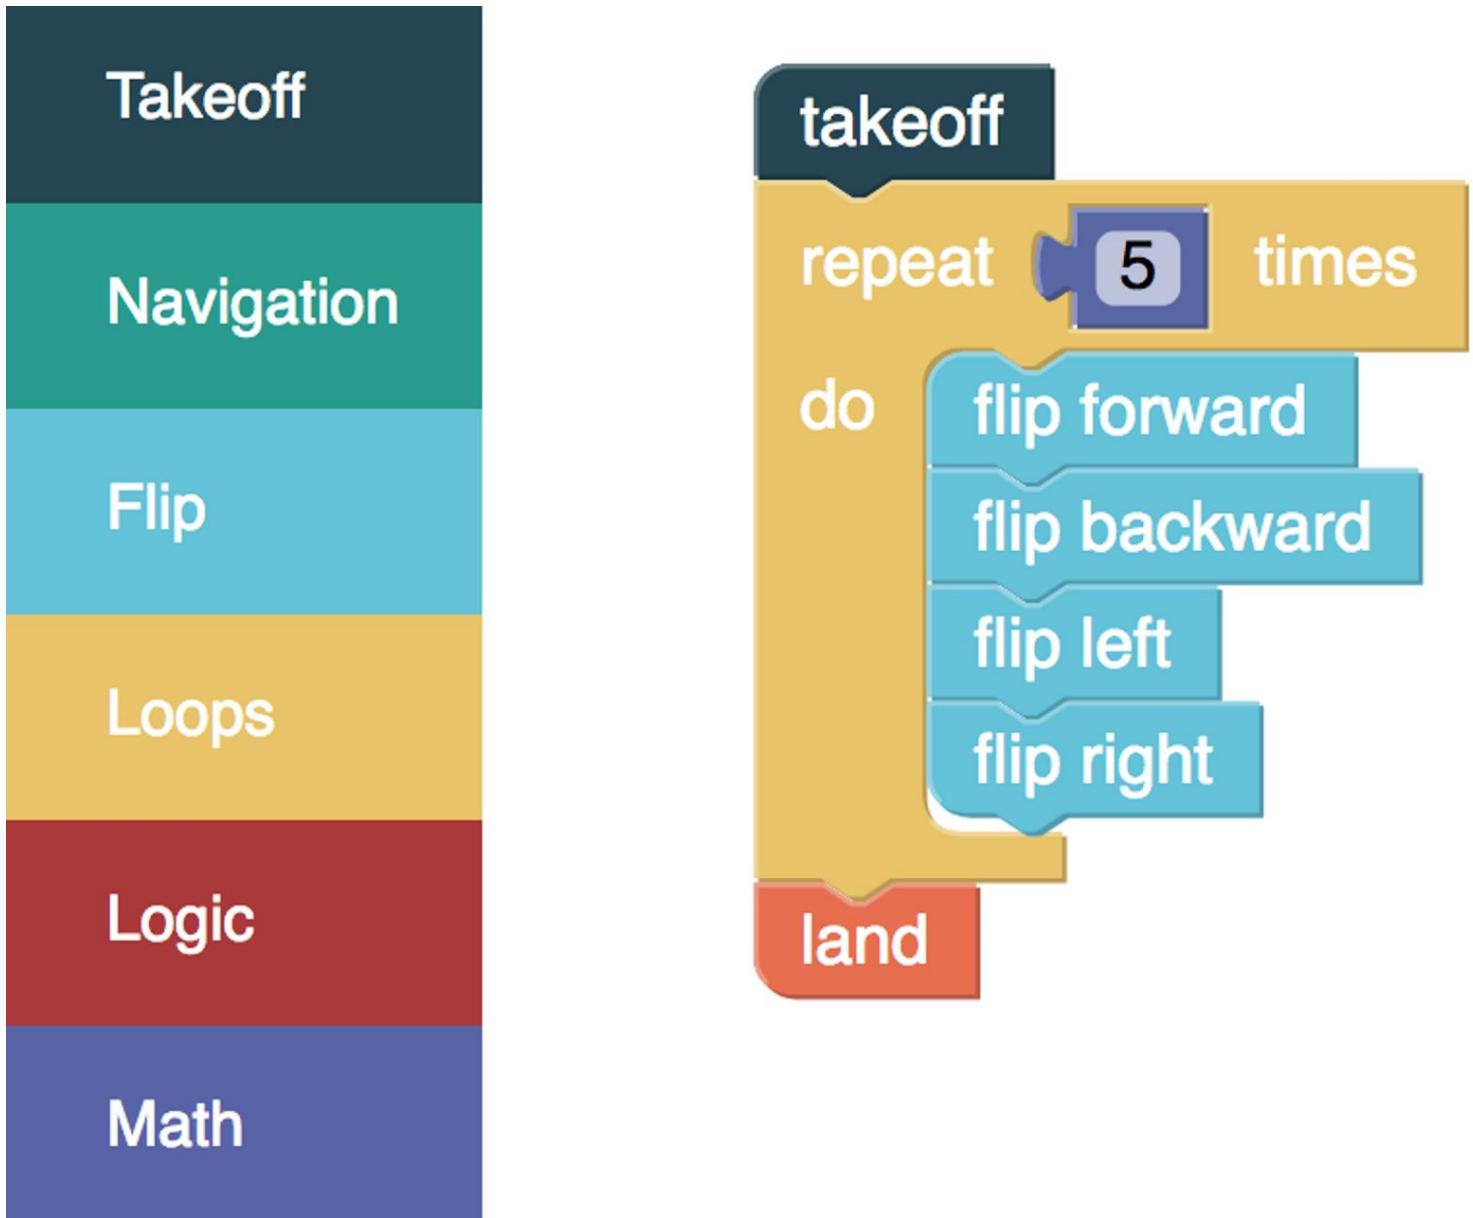 Takeoff
Navigation
Flip
Loops
Logic
Math
takeoff
repeat 5 times
do flip forward
flip backward
flip left
flip right
land